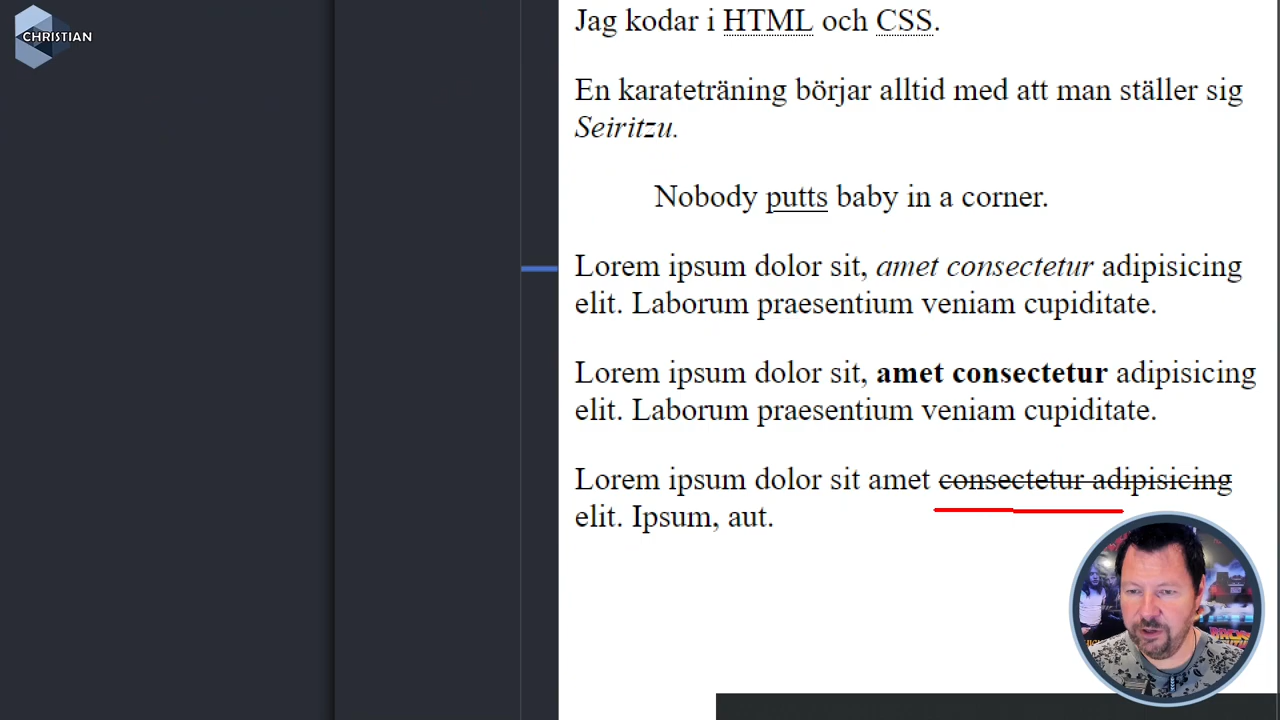 CHRISTIAN
Jag kodar i HTML och CSS.
En karateträning börjar alltid med att man ställer sig
Seiritzu.
Nobody putts baby in a corner.
Lorem ipsum dolor sit, amet consectetur adipisicing
elit. Laborum praesentium veniam cupiditate.
Lorem ipsum dolor sit, amet consectetur adipisicing
elit. Laborum praesentium veniam cupiditate.
Lorem ipsum dolor sit amet consectetur adipisicing
elit. Ipsum, aut.